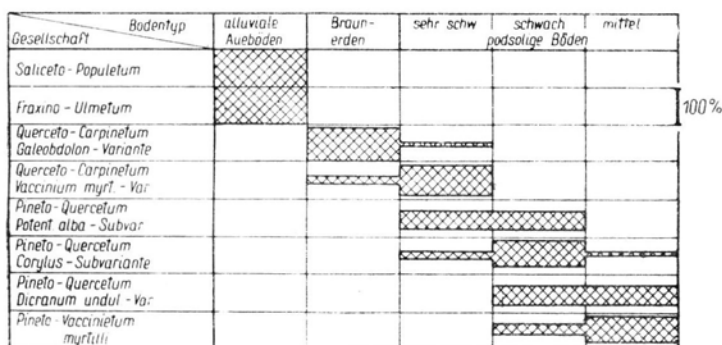 Bodentyp
Gesellschaft
alluviale
Aueböden
Braun-
erden
sehr schw
schwach
mittel
podsolige Böden
Saliceto - Populetum
Fraxino - Ulmetum
100%
Querceto - Carpinetum
Galeobdolon - Variante
Querceto - Carpinetum
Vaccinium myrt. - Var
Pineto - Quercetum
Potent alba - Subvar
Pineto - Quercetum
Corylus - Subvariante
Pineto - Quercetum
Dicranum undul - Var
Pineto - Vaccinietum
myrtilli